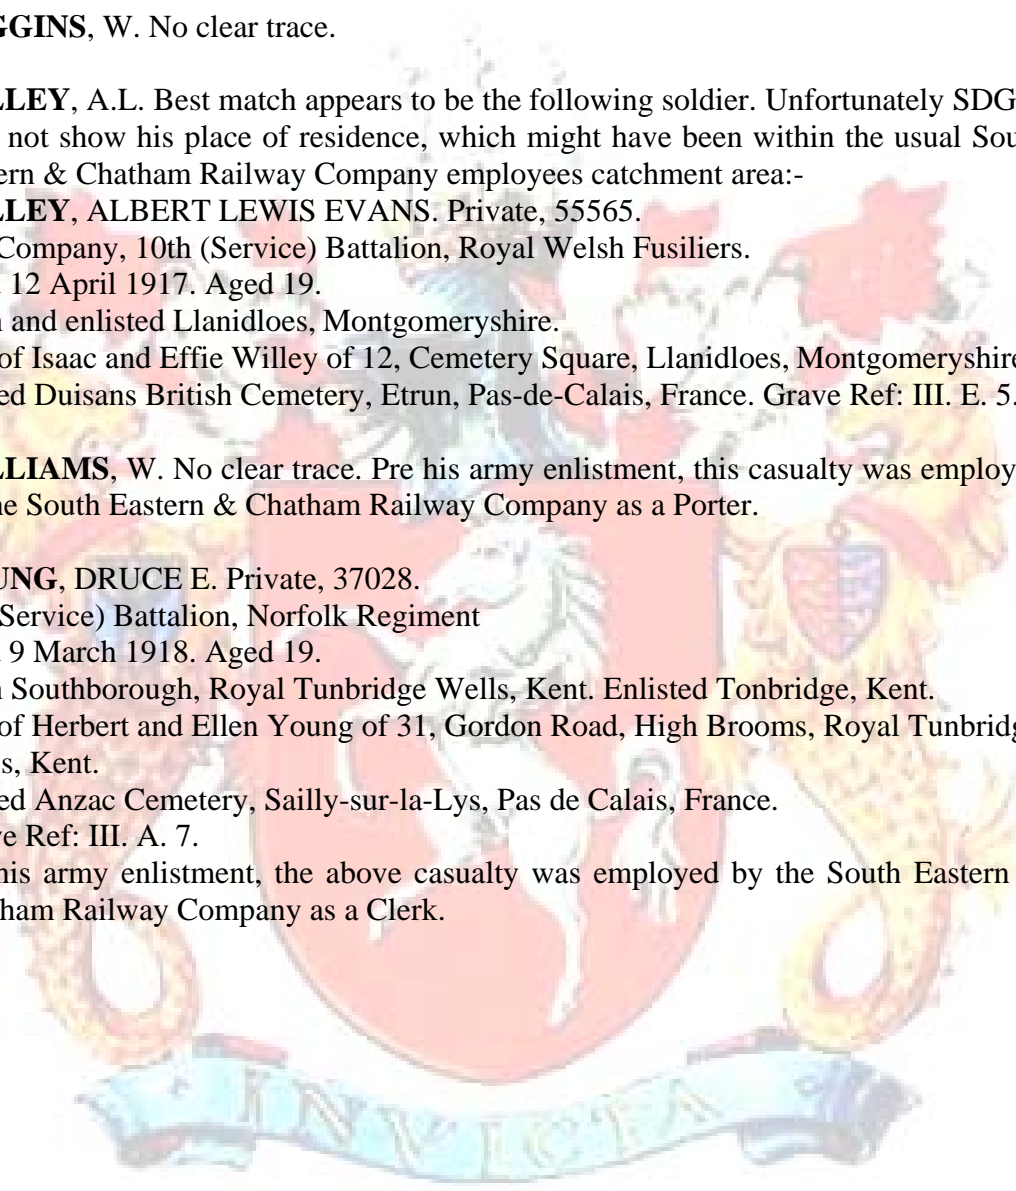 GGINS, W. No clear trace.
LLEY, A.L. Best match appears to be the following soldier. Unfortunately SDG
not show his place of residence, which might have been within the usual Sou
ern & Chatham Railway Company employees catchment area:-
LLEY, ALBERT LEWIS EVANS. Private, 55565.
Company, 10th (Service) Battalion, Royal Welsh Fusiliers.
12 April 1917. Aged 19.
n and enlisted Llanidloes, Montgomeryshire.
of Isaac and Effie Willey of 12, Cemetery Square, Llanidloes, Montgomeryshire
ed Duisans British Cemetery, Etrun, Pas-de-Calais, France. Grave Ref: III. E. 5.
LLIAMS, W. No clear trace. Pre his army enlistment, this casualty was employ
he South Eastern & Chatham Railway Company as a Porter.
UNG, DRUCE E. Private, 37028.
(Service) Battalion, Norfolk Regiment
9 March 1918. Aged 19.
n Southborough, Royal Tunbridge Wells, Kent. Enlisted Tonbridge, Kent.
of Herbert and Ellen Young of 31, Gordon Road, High Brooms, Royal Tunbridg
s, Kent.
ed Anzac Cemetery, Sailly-sur-la-Lys, Pas de Calais, France.
e Ref: III. A. 7.
his army enlistment, the above casualty was employed by the South Eastern
ham Railway Company as a Clerk.
INVICTA